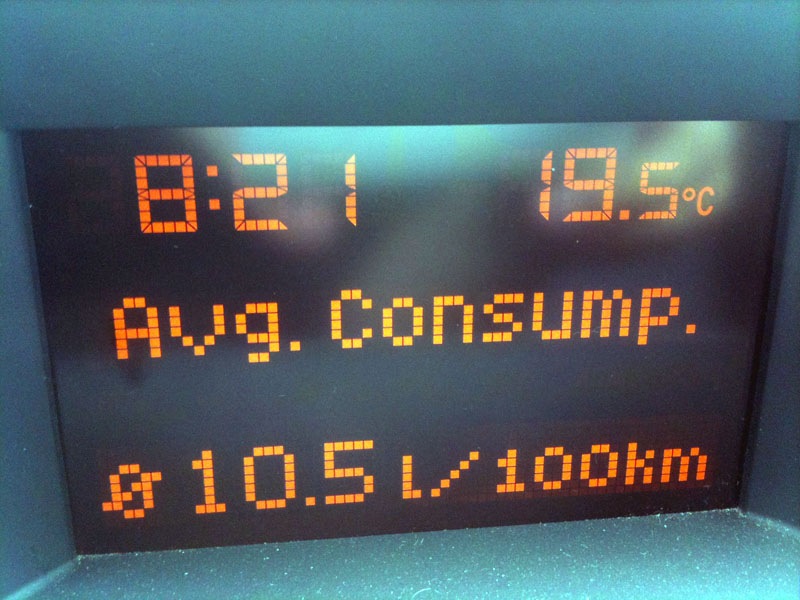 8:21 19.5°C
Avg. Consump.
Ø 10.5 l/100km